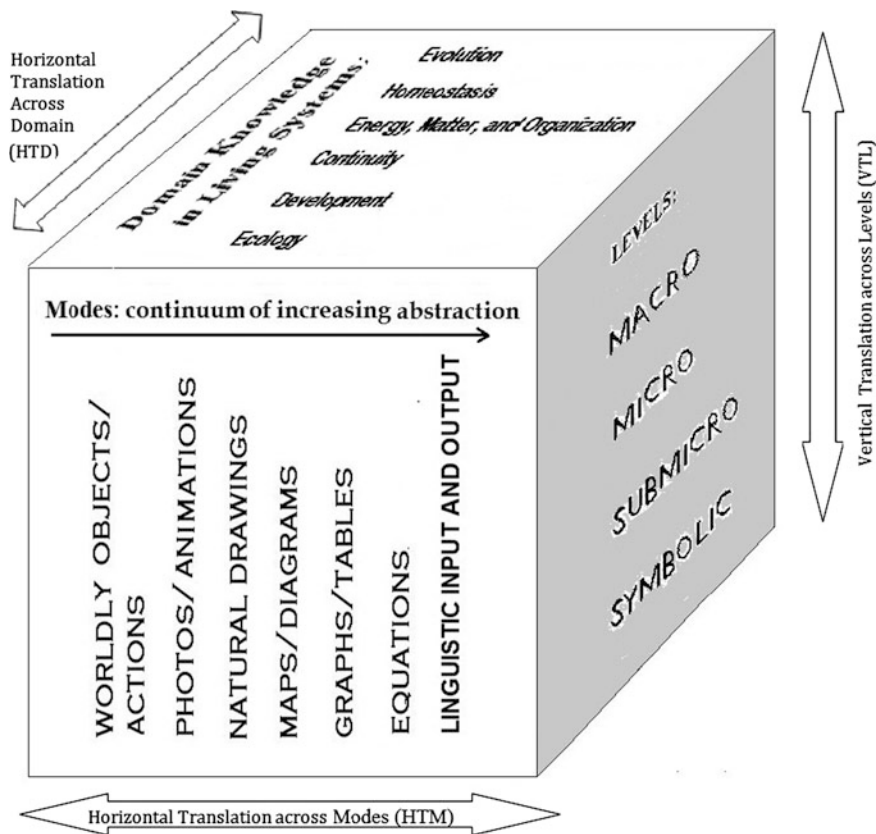 Horizontal
Translation
Across
Domain
(HTD)
Domain Knowledge
in Living Systems:
Evolution
Homeostasis
Energy, Matter, and Organization
Continuity
Development
Ecology
Modes: continuum of increasing abstraction
WORLDLY OBJECTS/
ACTIONS
PHOTOS/ANIMATIONS
NATURAL DRAWINGS
MAPS/DIAGRAMS
GRAPHS/TABLES
EQUATIONS.
LINGUISTIC INPUT AND OUTPUT
LEVELS:
MACRO
MICRO
SUBMICRO
SYMBOLIC
Vertical Translation across Levels (VTL)
Horizontal Translation across Modes (HTM)